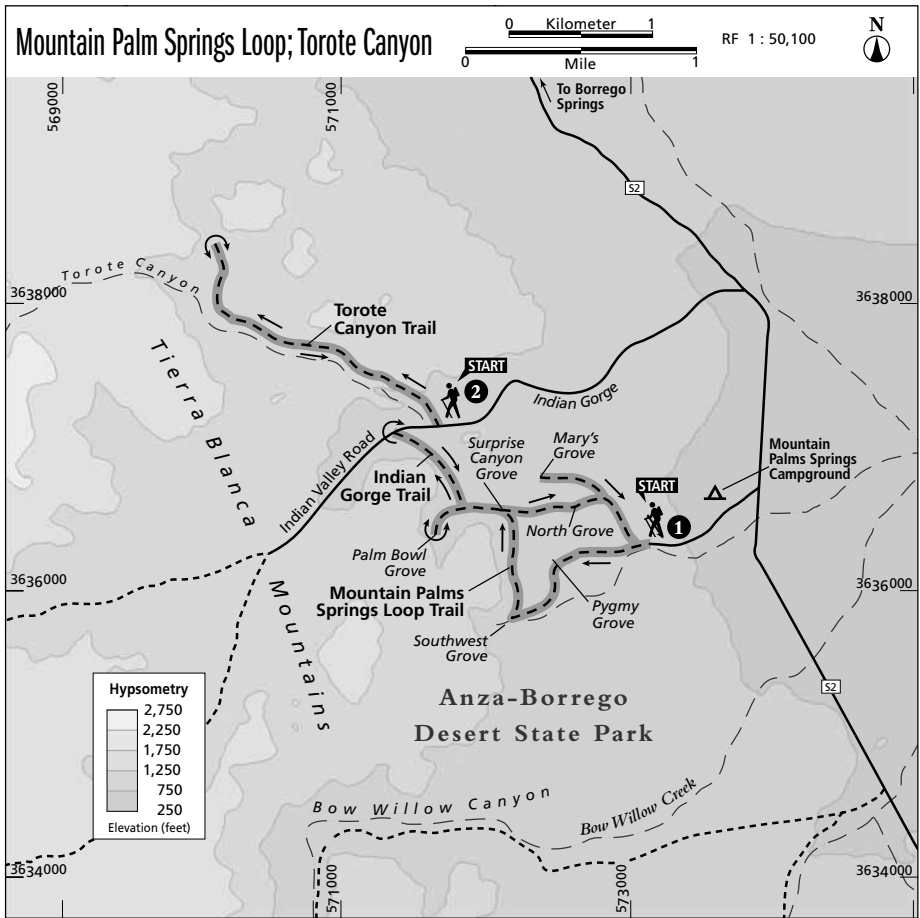 Mountain Palm Springs Loop; Torote Canyon
0 Kilometer 1
0 Mile 1
RF 1 : 50,100
N
569000
571000
To Borrego
Springs
S2
Torote Canyon
3638000
3638000
Torote
Canyon Trail
START
2
Tierra Blanca
Mountains
Indian Gorge
Indian Valley Road
Surprise
Canyon
Grove
Mary's
Grove
Mountain
Palms Springs
Campground
Indian
Gorge Trail
START
1
North Grove
Palm Bowl
Grove
3636000
3636000
Mountain Palms
Springs Loop Trail
Pygmy
Grove
Southwest
Grove
S2
Anza-Borrego
Desert State Park
Hypsometry
2,750
2,250
1,750
1,250
750
250
Elevation (feet)
Bow Willow Canyon
Bow Willow Creek
3634000
3634000
571000
573000